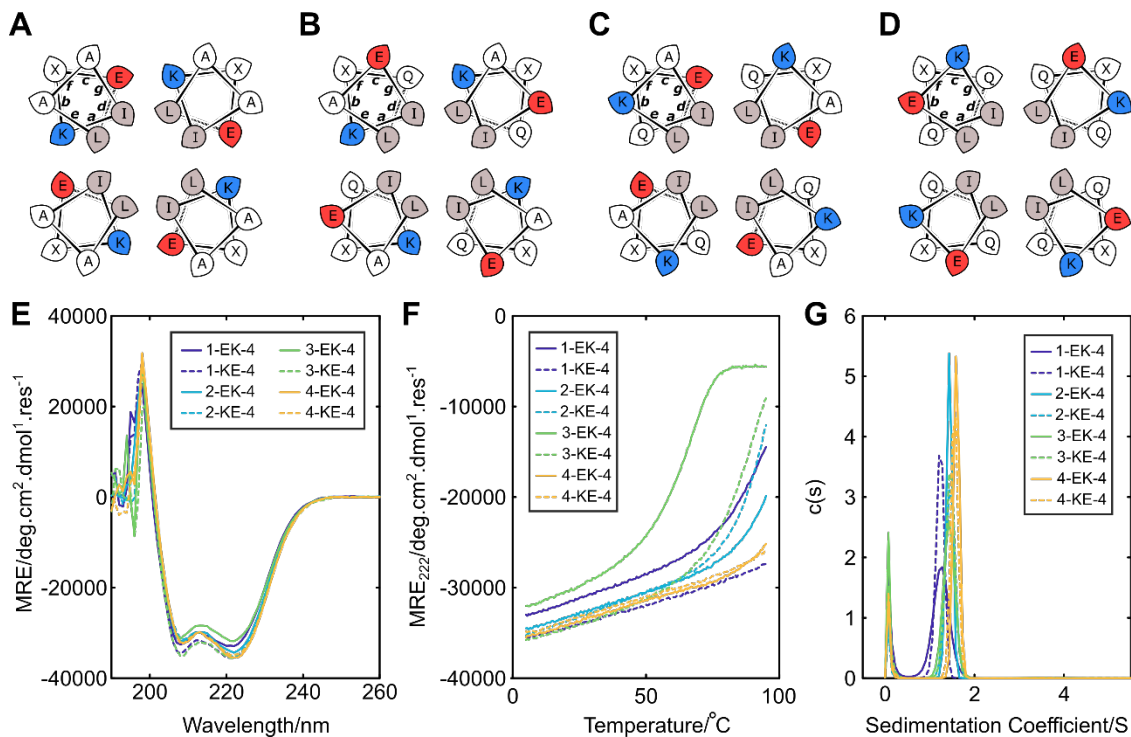 A B C D
X A E K A X X E Q K A X X A E Q K X X K Q Q E X
f c g f c g f c g f c g
A b d I L A A b d I L E K b d I L A E b d I L K
e a e a e a e a
K L I E K L I Q Q L I E Q L I Q
E I L K Q I L K E I L Q Q I L Q
A L I A E L I A A L I K K L I E
X A K E A X X A K Q E X X K Q E A X X E Q Q K X
E F G
MRE/deg.cm².dmol¹.res⁻¹
40000
20000
0
-20000
-40000
200 220 240 260
Wavelength/nm
1-EK-4
1-KE-4
2-EK-4
2-KE-4
3-EK-4
3-KE-4
4-EK-4
4-KE-4
MRE₂₂₂/deg.cm².dmol¹.res⁻¹
0
-10000
-20000
-30000
-40000
0 50 100
Temperature/°C
1-EK-4
1-KE-4
2-EK-4
2-KE-4
3-EK-4
3-KE-4
4-EK-4
4-KE-4
c(s)
6
5
4
3
2
1
0
0 2 4
Sedimentation Coefficient/S
1-EK-4
1-KE-4
2-EK-4
2-KE-4
3-EK-4
3-KE-4
4-EK-4
4-KE-4